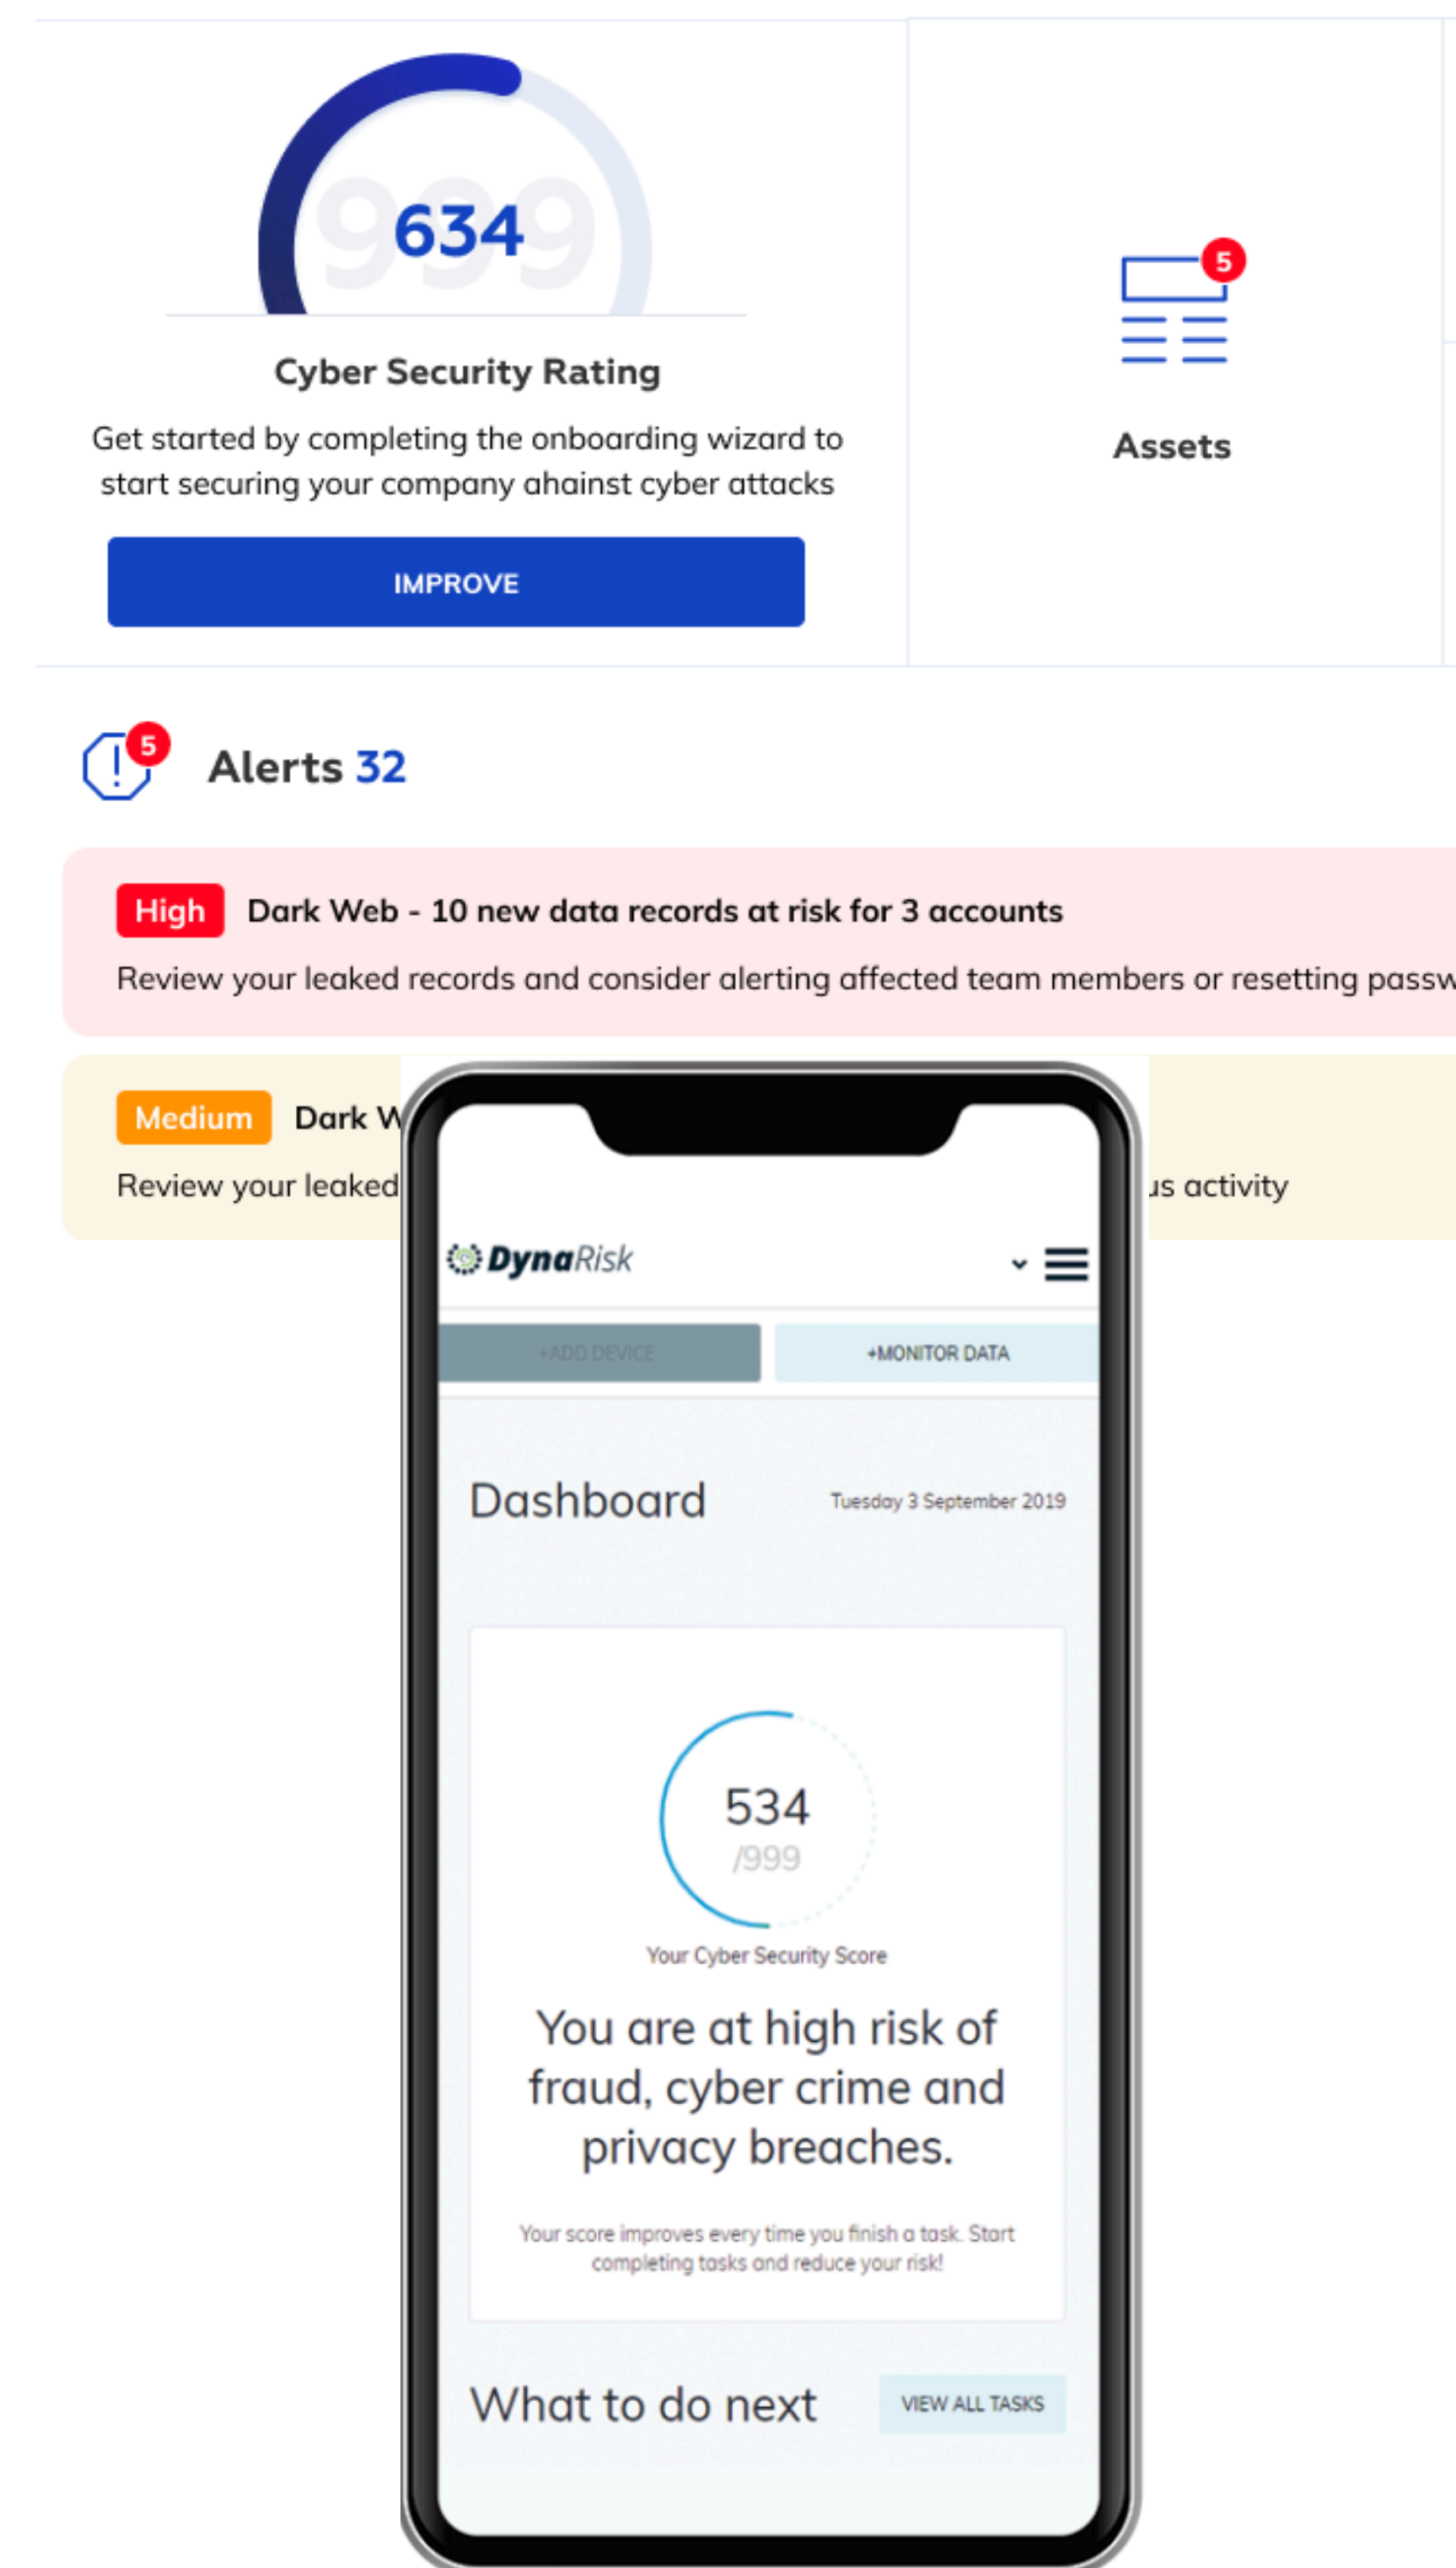 999
634
Cyber Security Rating
Get started by completing the onboarding wizard to
start securing your company ahainst cyber attacks
IMPROVE
5
Assets
5
Alerts 32
High Dark Web - 10 new data records at risk for 3 accounts
Review your leaked records and consider alerting affected team members or resetting
Medium Dark
Review your leaked activity
DynaRisk
+ADD DEVICE +MONITOR DATA
Dashboard Tuesday 3 September 2019
534
/999
Your Cyber Security Score
You are at high risk of
fraud, cyber crime and
privacy breaches.
Your score improves every time you finish a task. Start
completing tasks and reduce your risk!
What to do next VIEW ALL TASKS